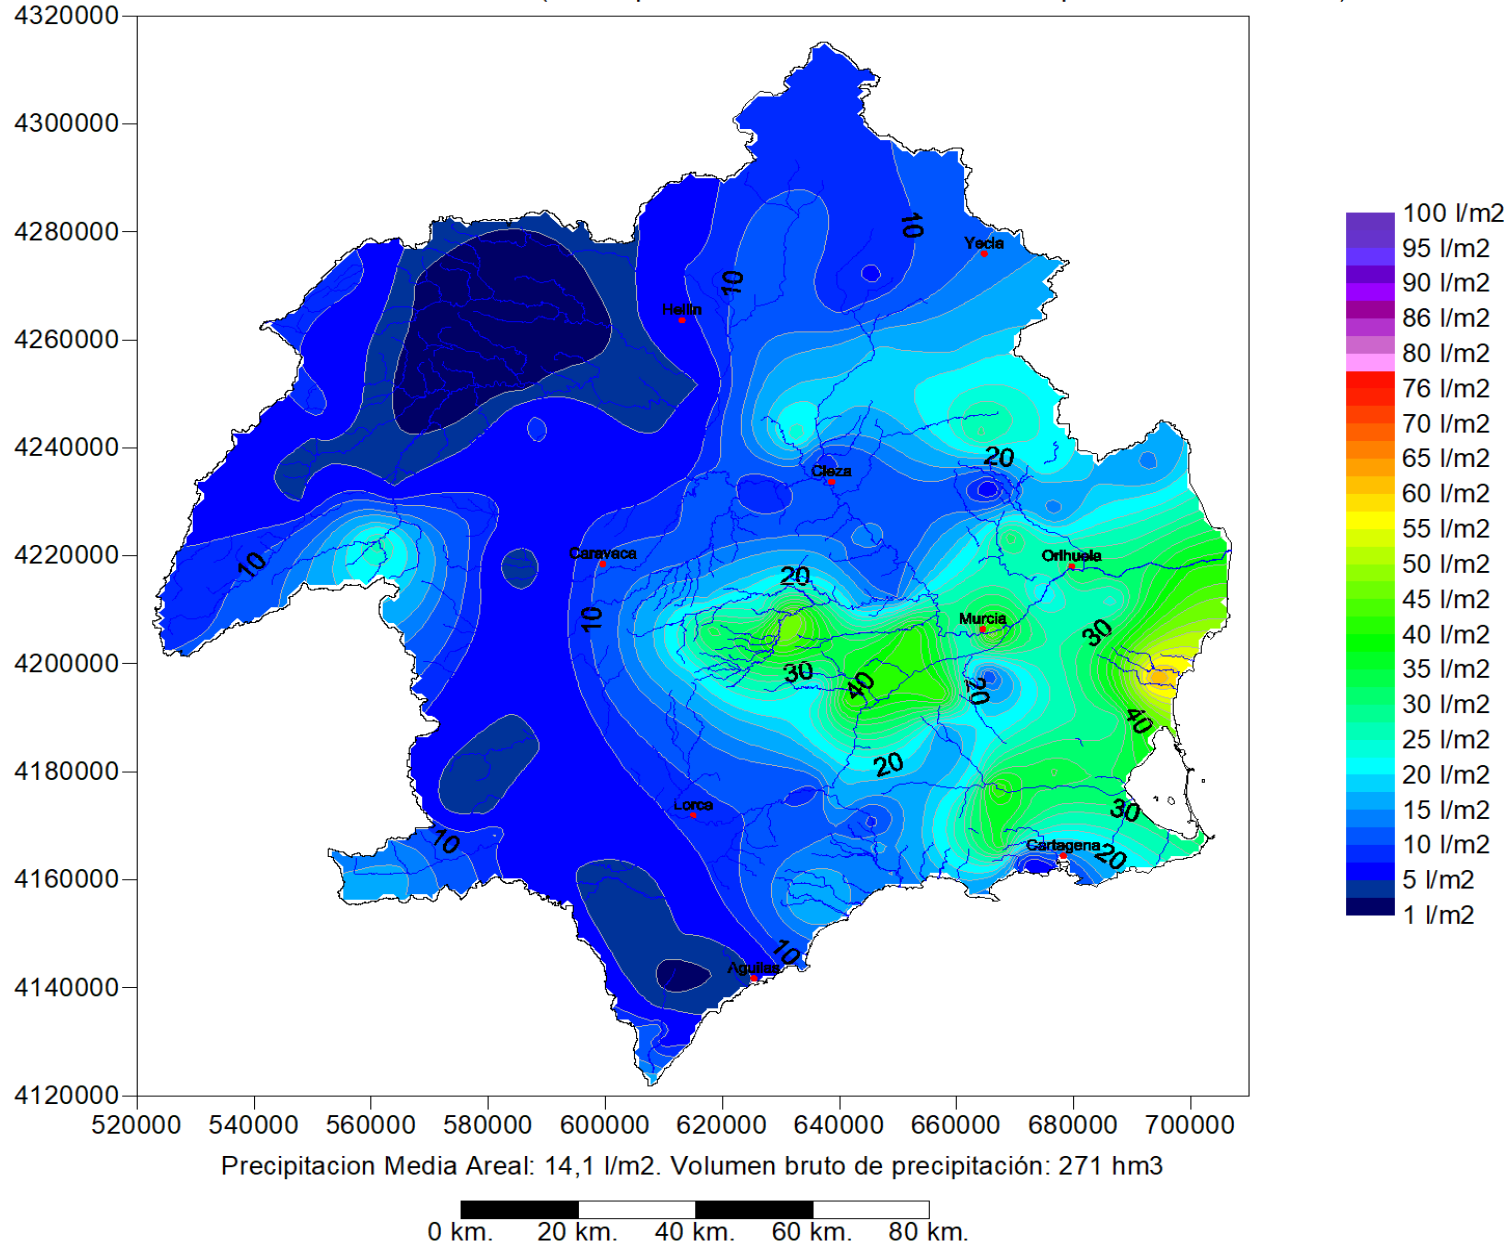 4320000
4300000
4280000
4260000
4240000
4220000
4200000
4180000
4160000
4140000
4120000
520000 540000 560000 580000 600000 620000 640000 660000 680000 700000
10
Yecla
10
Hellin
20
Cieza
10
Caravaca
Orihuela
20
10
Murcia
30
30
40
20
40
20
Lorca
30
10
Cartagena
20
10
Aguilas
100 l/m2
95 l/m2
90 l/m2
86 l/m2
80 l/m2
76 l/m2
70 l/m2
65 l/m2
60 l/m2
55 l/m2
50 l/m2
45 l/m2
40 l/m2
35 l/m2
30 l/m2
25 l/m2
20 l/m2
15 l/m2
10 l/m2
5 l/m2
1 l/m2
Precipitacion Media Areal: 14,1 l/m2. Volumen bruto de precipitación: 271 hm3
0 km. 20 km. 40 km. 60 km. 80 km.